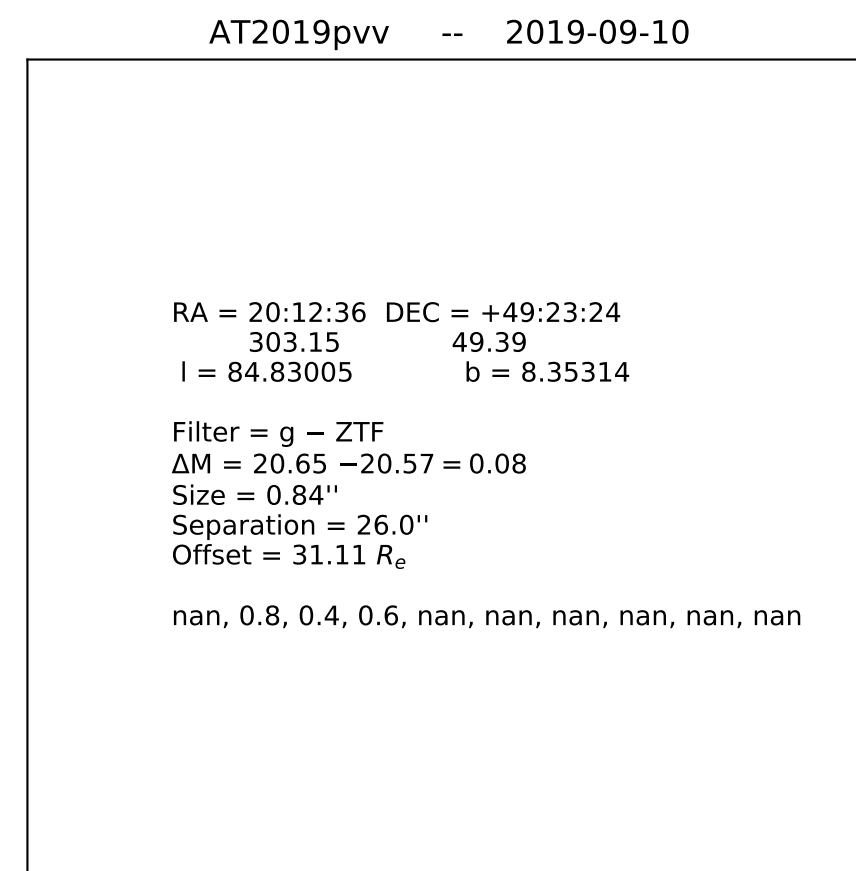 AT2019pvv -- 2019-09-10
RA = 20:12:36 DEC = +49:23:24
303.15 49.39
l = 84.83005 b = 8.35314
Filter = g − ZTF
ΔM = 20.65 −20.57 = 0.08
Size = 0.84''
Separation = 26.0''
Offset = 31.11 Rₑ
nan, 0.8, 0.4, 0.6, nan, nan, nan, nan, nan, nan